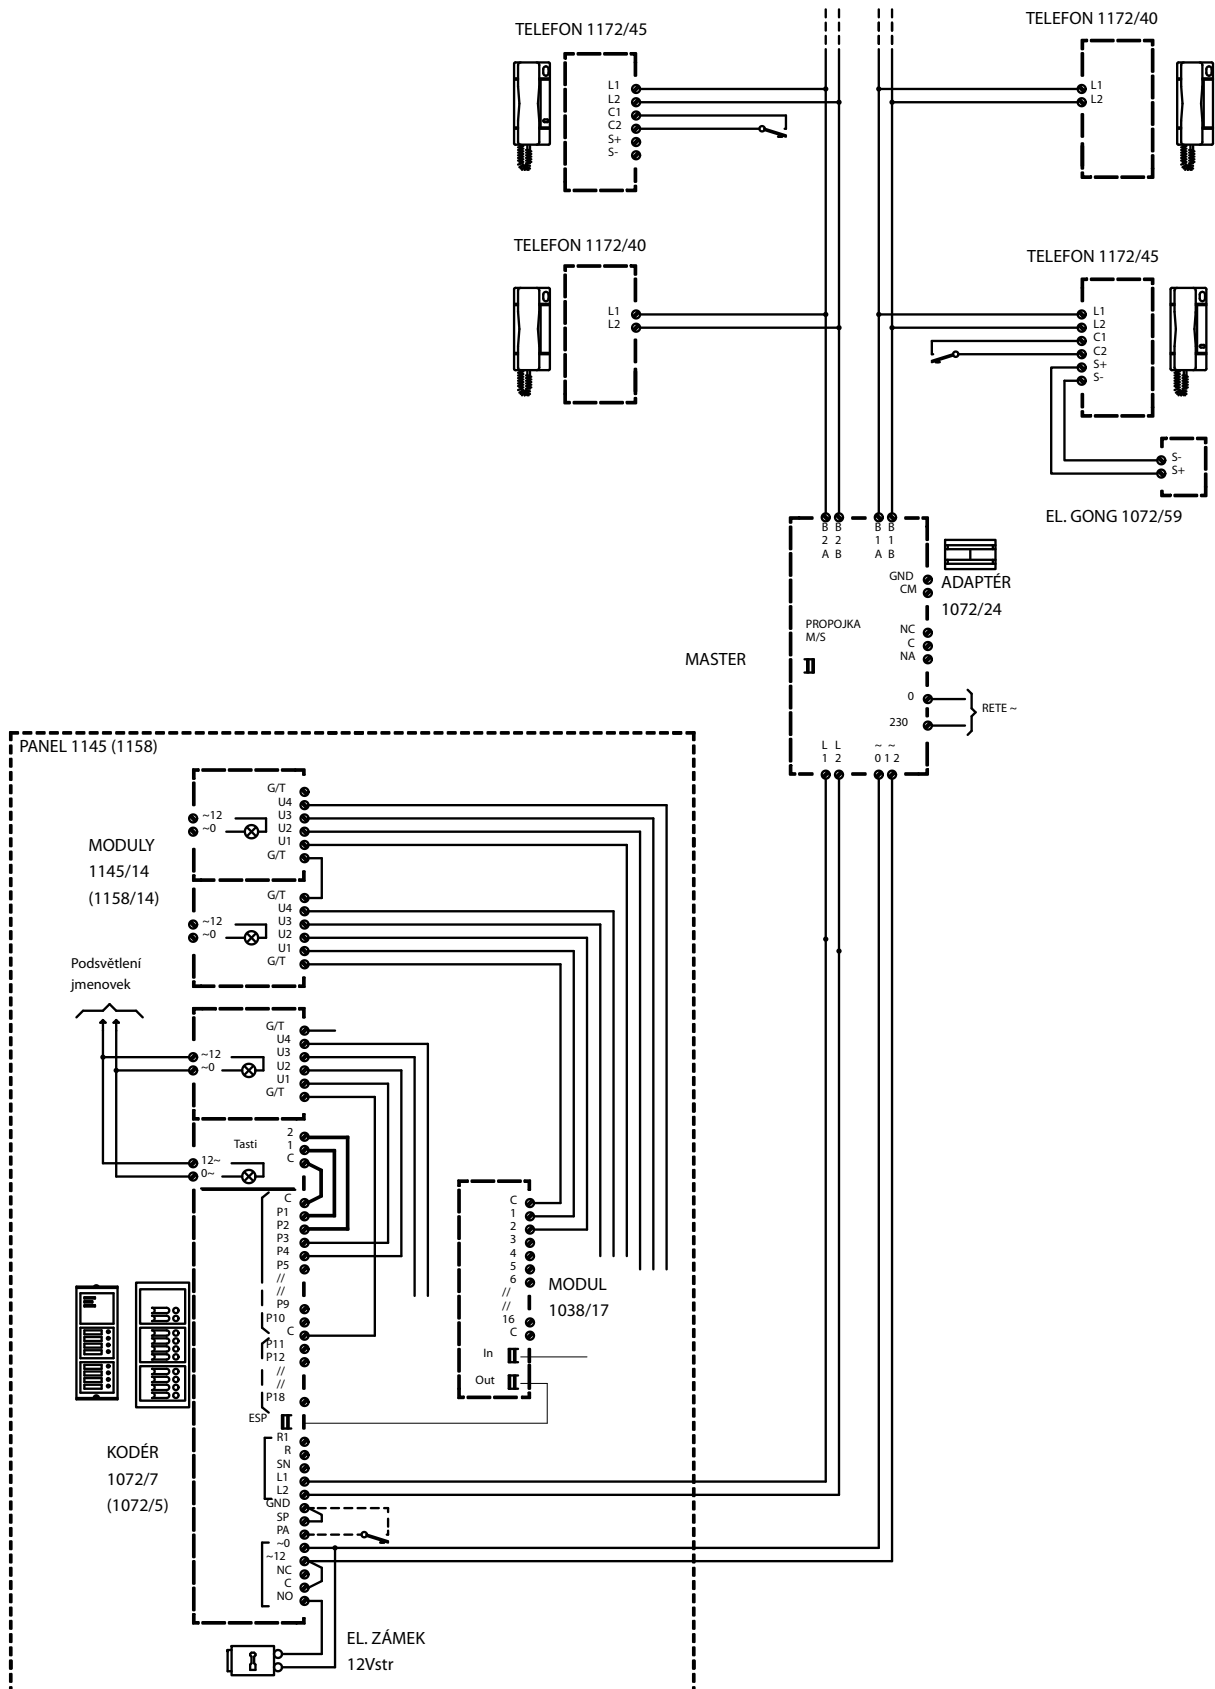 TELEFON 1172/45
L1
L2
C1
C2
S+
S-
TELEFON 1172/40
L1
L2
TELEFON 1172/40
L1
L2
TELEFON 1172/45
L1
L2
C1
C2
S+
S-
S-
S+
EL. GONG 1072/59
B B B B
2 2 1 1
A B A B
GND
CM
ADAPTÉR
1072/24
PROPOJKA
M/S
NC
C
NA
MASTER
0
230
RETE ~
L L ~ ~
1 2 0 1 2
PANEL 1145 (1158)
G/T
U4
U3
U2
U1
G/T
~12
~0
MODULY
1145/14
(1158/14)
G/T
U4
U3
U2
U1
G/T
~12
~0
Podsvětlení
jmenovek
G/T
U4
U3
U2
U1
G/T
~12
~0
Tasti
2
1
C
12~
0~
C
P1
P2
P3
P4
P5
//
//
P9
P10
C
P11
P12
//
//
P18
ESP
R1
R
SN
L1
L2
GND
SP
PA
~0
~12
NC
C
NO
C
1
2
3
4
5
6
//
//
16
C
In
Out
MODUL
1038/17
KODÉR
1072/7
(1072/5)
EL. ZÁMEK
12Vstr